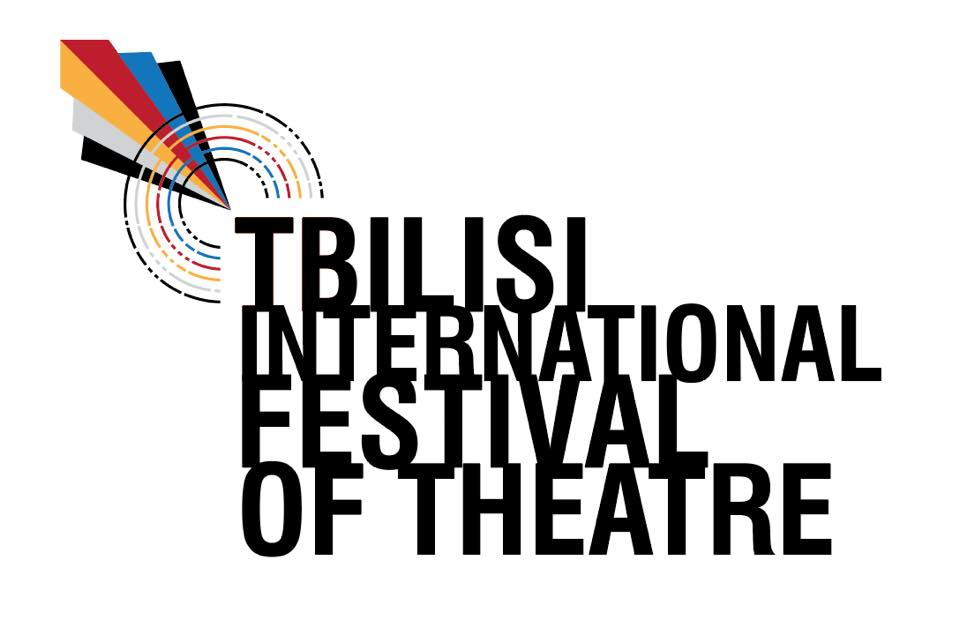 TBILISI
INTERNATIONAL
FESTIVAL
OF THEATRE